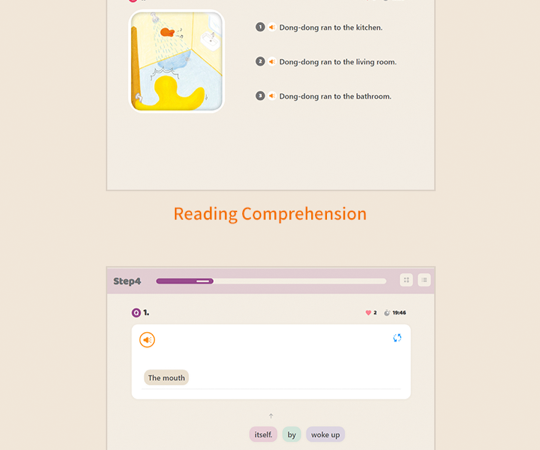 1 Dong-dong ran to the kitchen.
2 Dong-dong ran to the living room.
3 Dong-dong ran to the bathroom.
Reading Comprehension
Step4
Q 1.
2 19:46
The mouth
itself. by woke up